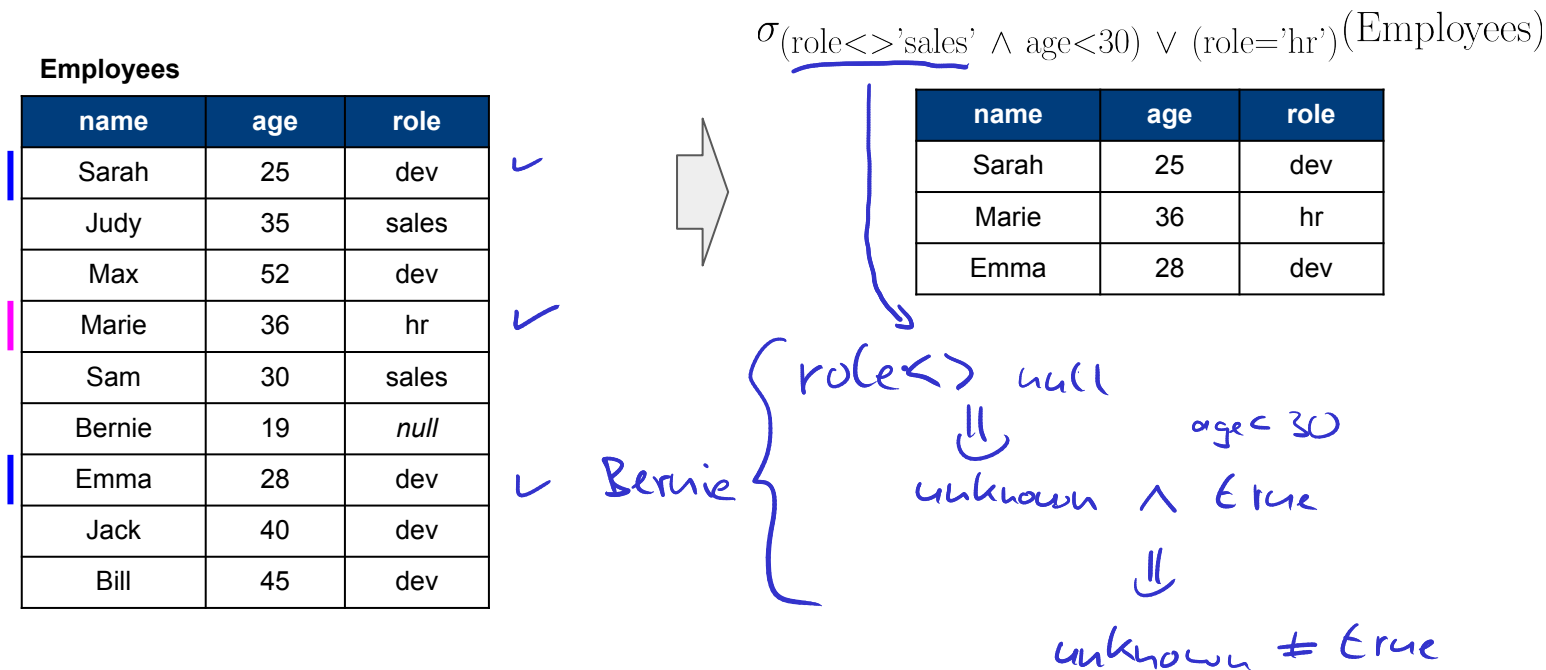 σ(role<>'sales' ∧ age<30) ∨ (role='hr')(Employees)
Employees
name age role
Sarah 25 dev ✓
Judy 35 sales
Max 52 dev
Marie 36 hr ✓
Sam 30 sales
Bernie 19 null
Emma 28 dev ✓
Jack 40 dev
Bill 45 dev
name age role
Sarah 25 dev
Marie 36 hr
Emma 28 dev
role<> null
age< 30
Bernie
unknown ∧ true
unknown ≠ true